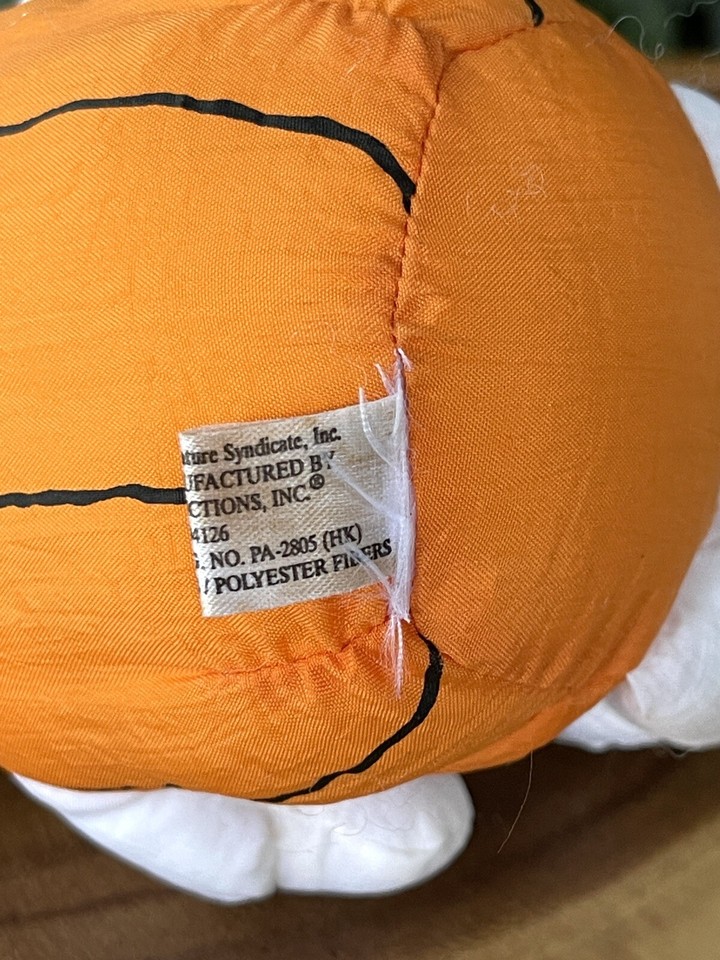 ture Syndicate, Inc.
UFACTURED BY
CTIONS, INC.®
4126
. NO. PA-2805 (HK)
POLYESTER FIBERS